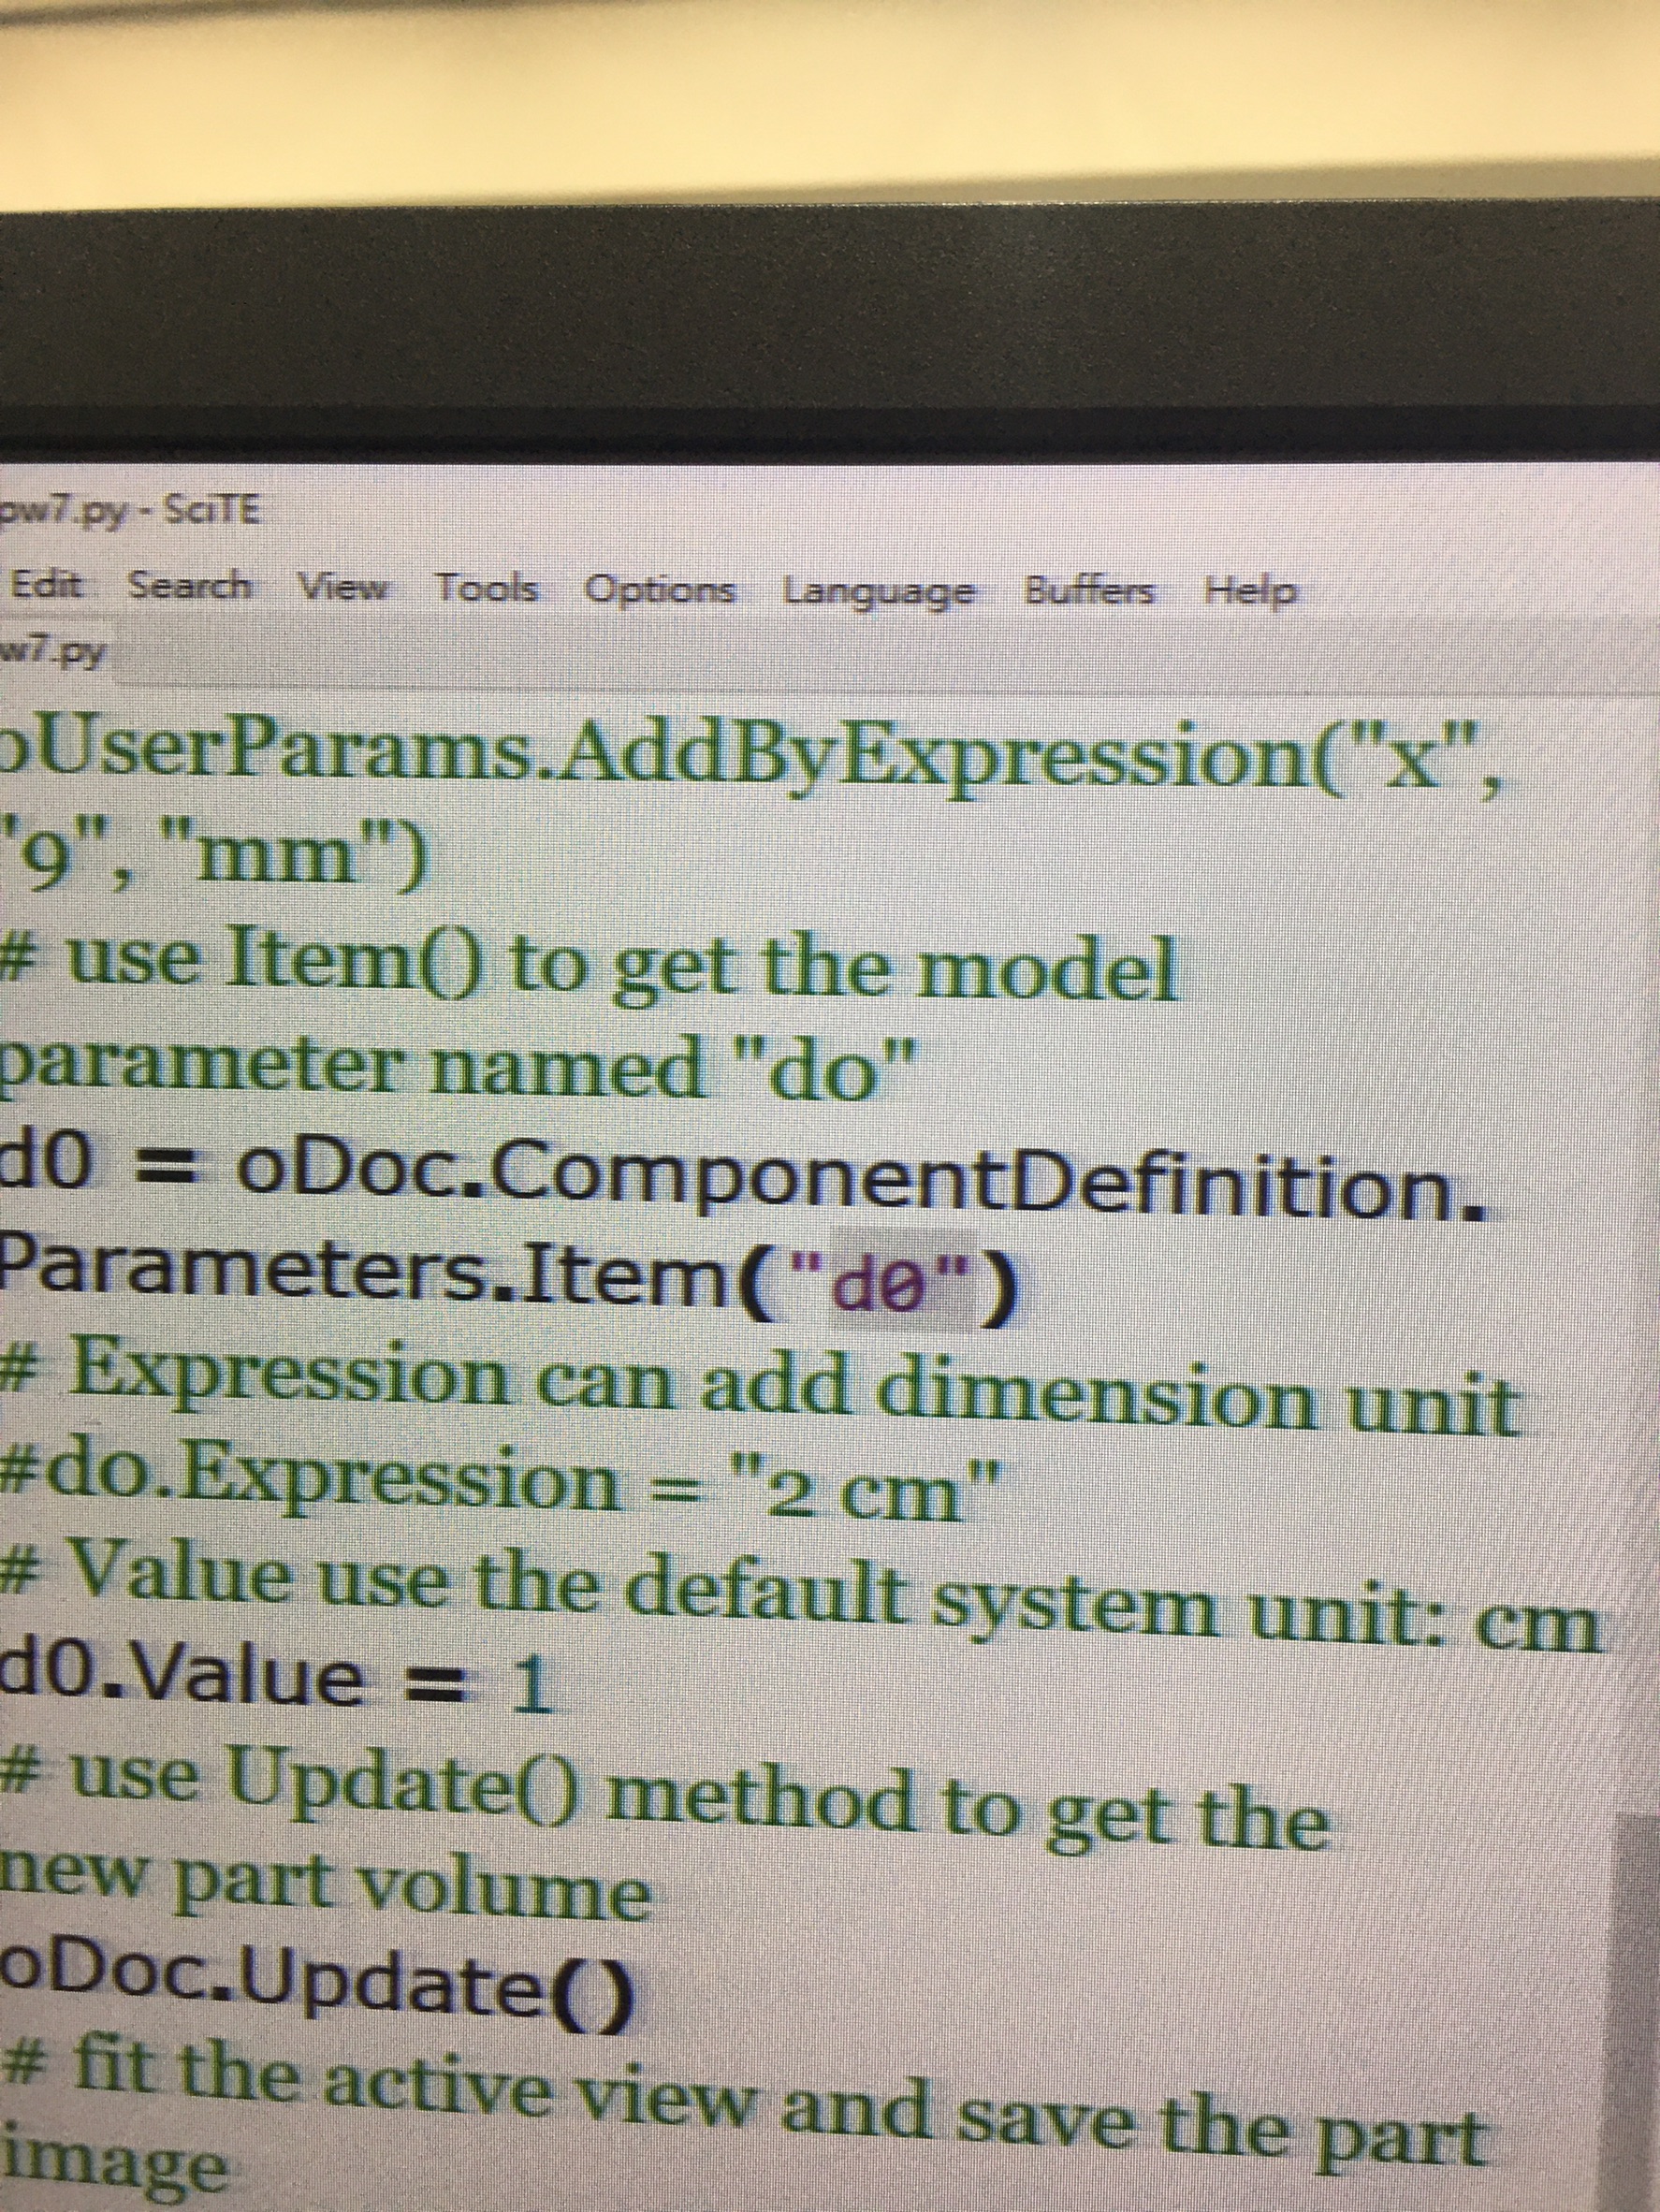 pw7.py - SciTE
Edit Search View Tools Options Language Buffers Help
w7.py
oUserParams.AddByExpression("x",
"9", "mm")
# use Item() to get the model
parameter named "d0"
d0 = oDoc.ComponentDefinition.
Parameters.Item("d0")
# Expression can add dimension unit
#d0.Expression = "2 cm"
# Value use the default system unit: cm
d0.Value = 1
# use Update() method to get the
new part volume
oDoc.Update()
# fit the active view and save the part
image